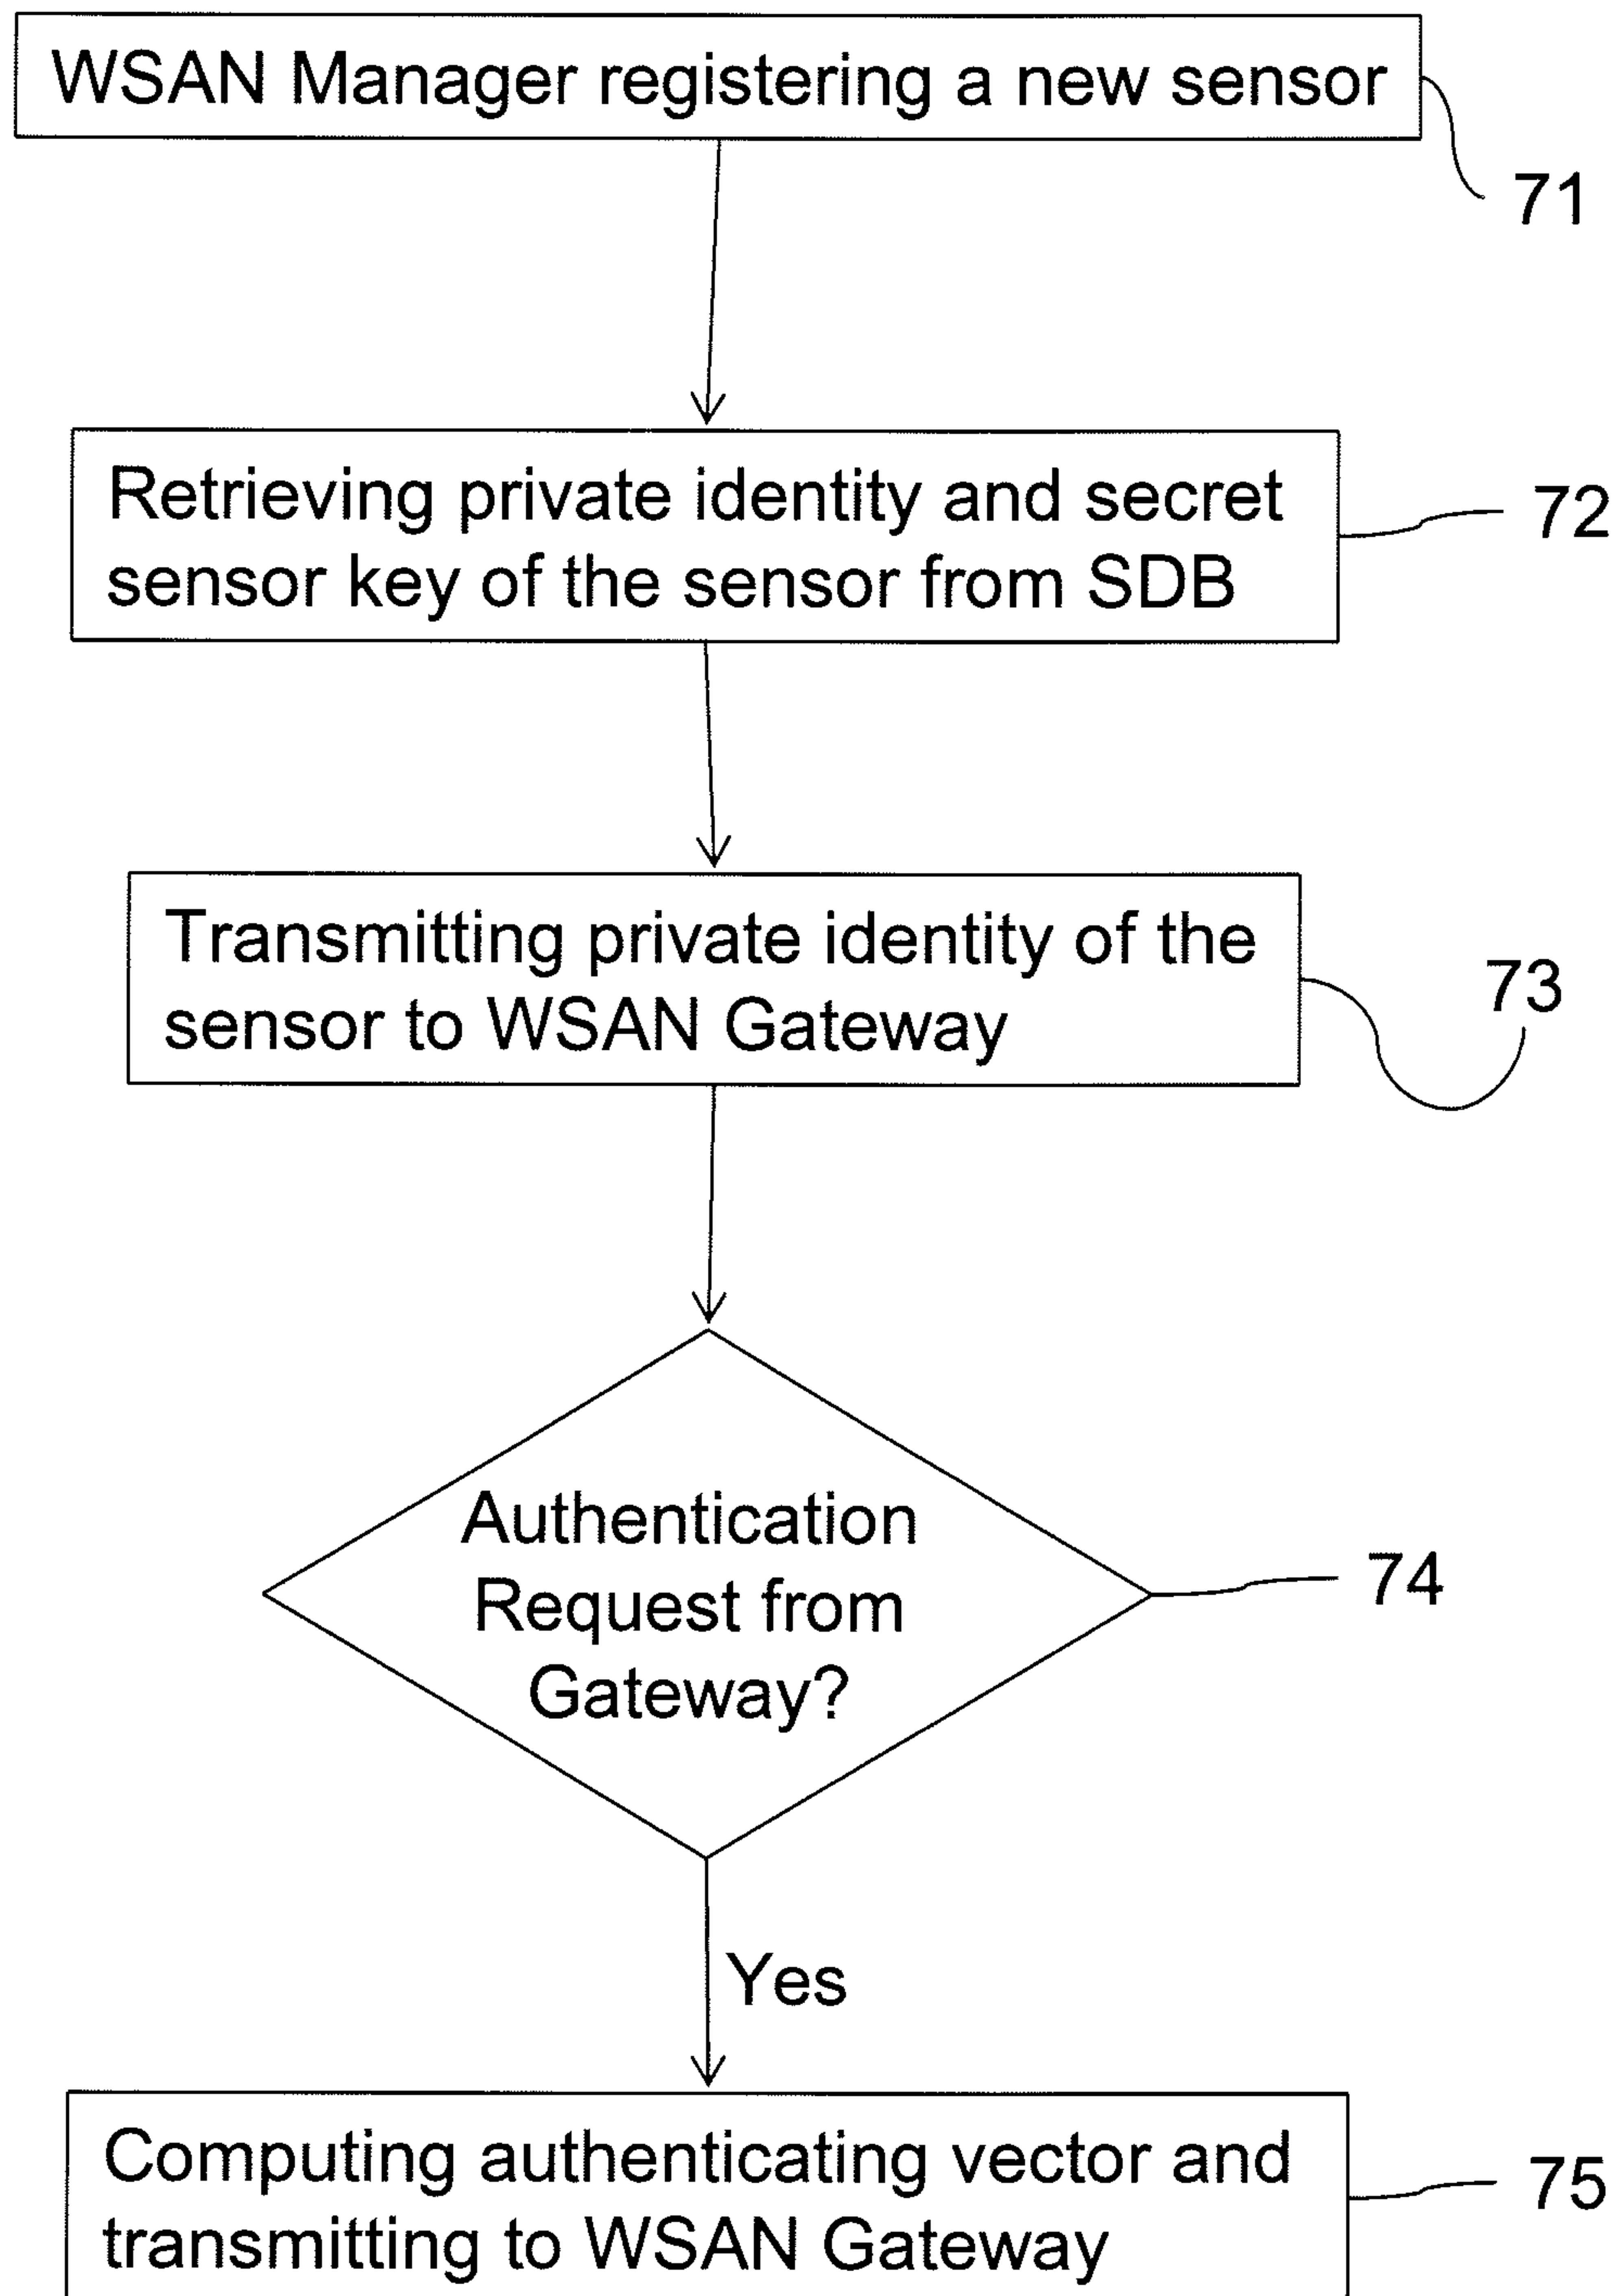 WSAN Manager registering a new sensor
71
Retrieving private identity and secret
sensor key of the sensor from SDB
72
Transmitting private identity of the
sensor to WSAN Gateway
73
Authentication
Request from
Gateway?
74
Yes
Computing authenticating vector and
transmitting to WSAN Gateway
75